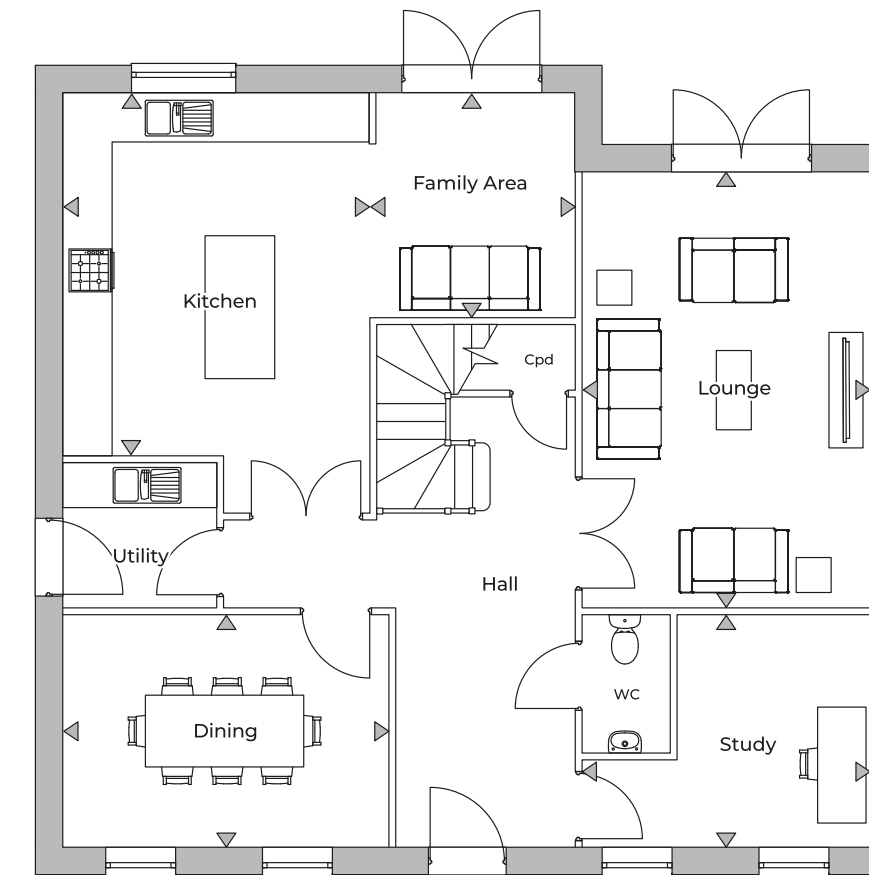 Family Area
Kitchen
Cpd
Lounge
Utility
Hall
WC
Dining
Study